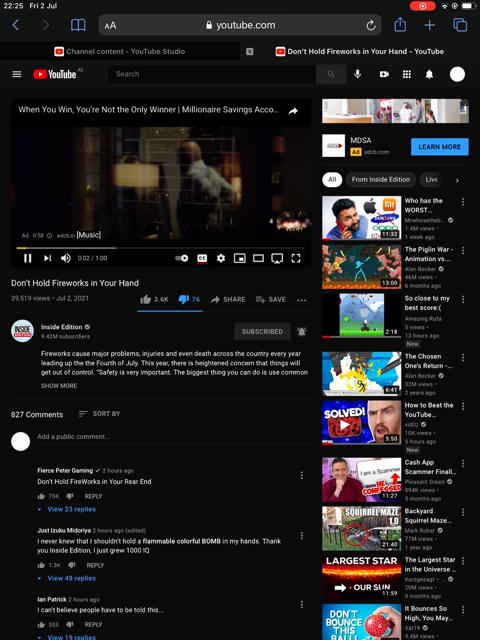 22:25 Fri 2 Jul
AA
youtube.com
Channel content - YouTube Studio
Don't Hold Fireworks in Your Hand - YouTube
YouTube AE
Search
When You Win, You're Not the Only Winner | Millionaire Savings Acco...
Ad · 0:58
adcb.c
[Music]
0:02 / 1:00
Don't Hold Fireworks in Your Hand
39,519 views • Jul 2, 2021
3.6K
76
SHARE
SAVE
Inside Edition
9.42M subscribers
SUBSCRIBED
Fireworks cause major problems, injuries and even death across the country every year
leading up the the Fourth of July. This year, there is heightened concern that things will
get out of control. "Safety is very important. The biggest thing you can do is use common
SHOW MORE
827 Comments
SORT BY
Add a public comment...
Fierce Peter Gaming 2 hours ago
Don't Hold FireWorks in Your Rear End
704
REPLY
View 23 replies
Just Izuku Midoriya 2 hours ago (edited)
I never knew that I shouldn't hold a flammable colorful BOMB in my hands. Thank
you Inside Edition, I just grew 1000 IQ
1.3K
REPLY
View 48 replies
Ian Patrick 2 hours ago
I can't believe people have to be told this...
553
REPLY
View 19 replies
MDSA
Ad adcb.com
LEARN MORE
All
From Inside Edition
Live
11:32
Who has the
WORST...
Mrwhosetheb...
1.4M views •
1 week ago
13:00
The Piglin War -
Animation vs....
Alan Becker
46M views •
6 months ago
2:18
So close to my
best score:(
Amazing Rofa
5 views •
13 hours ago
New
6:41
The Chosen
One's Return -...
Alan Becker
32M views •
2 years ago
SOLVED!
5:50
How to Beat the
YouTube...
vidIQ
10K views •
5 hours ago
New
I am a Scammer
HE CONFESSED
11:27
Cash App
Scammer Finall...
Pleasant Green
894K views •
5 months ago
SQUIRREL MAZE
1.0
21:40
Backyard
Squirrel Maze...
Mark Rober
77M views •
1 year ago
LARGEST STAR
OUR SUN
11:59
The Largest Star
in the Universe ...
Kurzgesagt – ...
20M views •
9 months ago
DON'T
BOUNCE
THIS
BALL!
It Bounces So
High, You May...
Vat19
9.4M views •